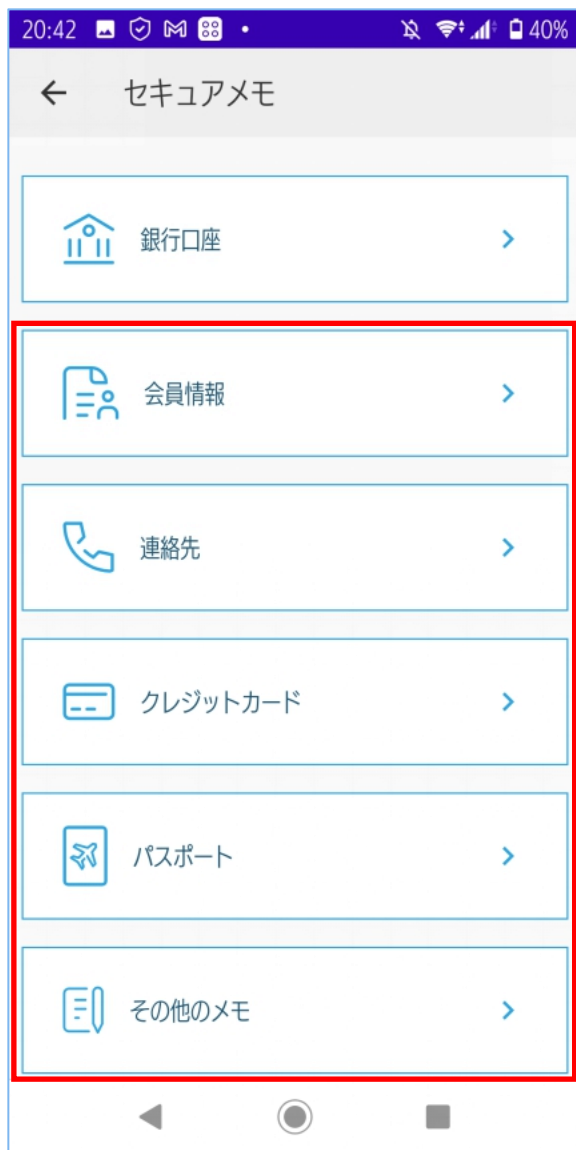 20:42
40%
セキュアメモ
銀行口座
会員情報
連絡先
クレジットカード
パスポート
その他のメモ